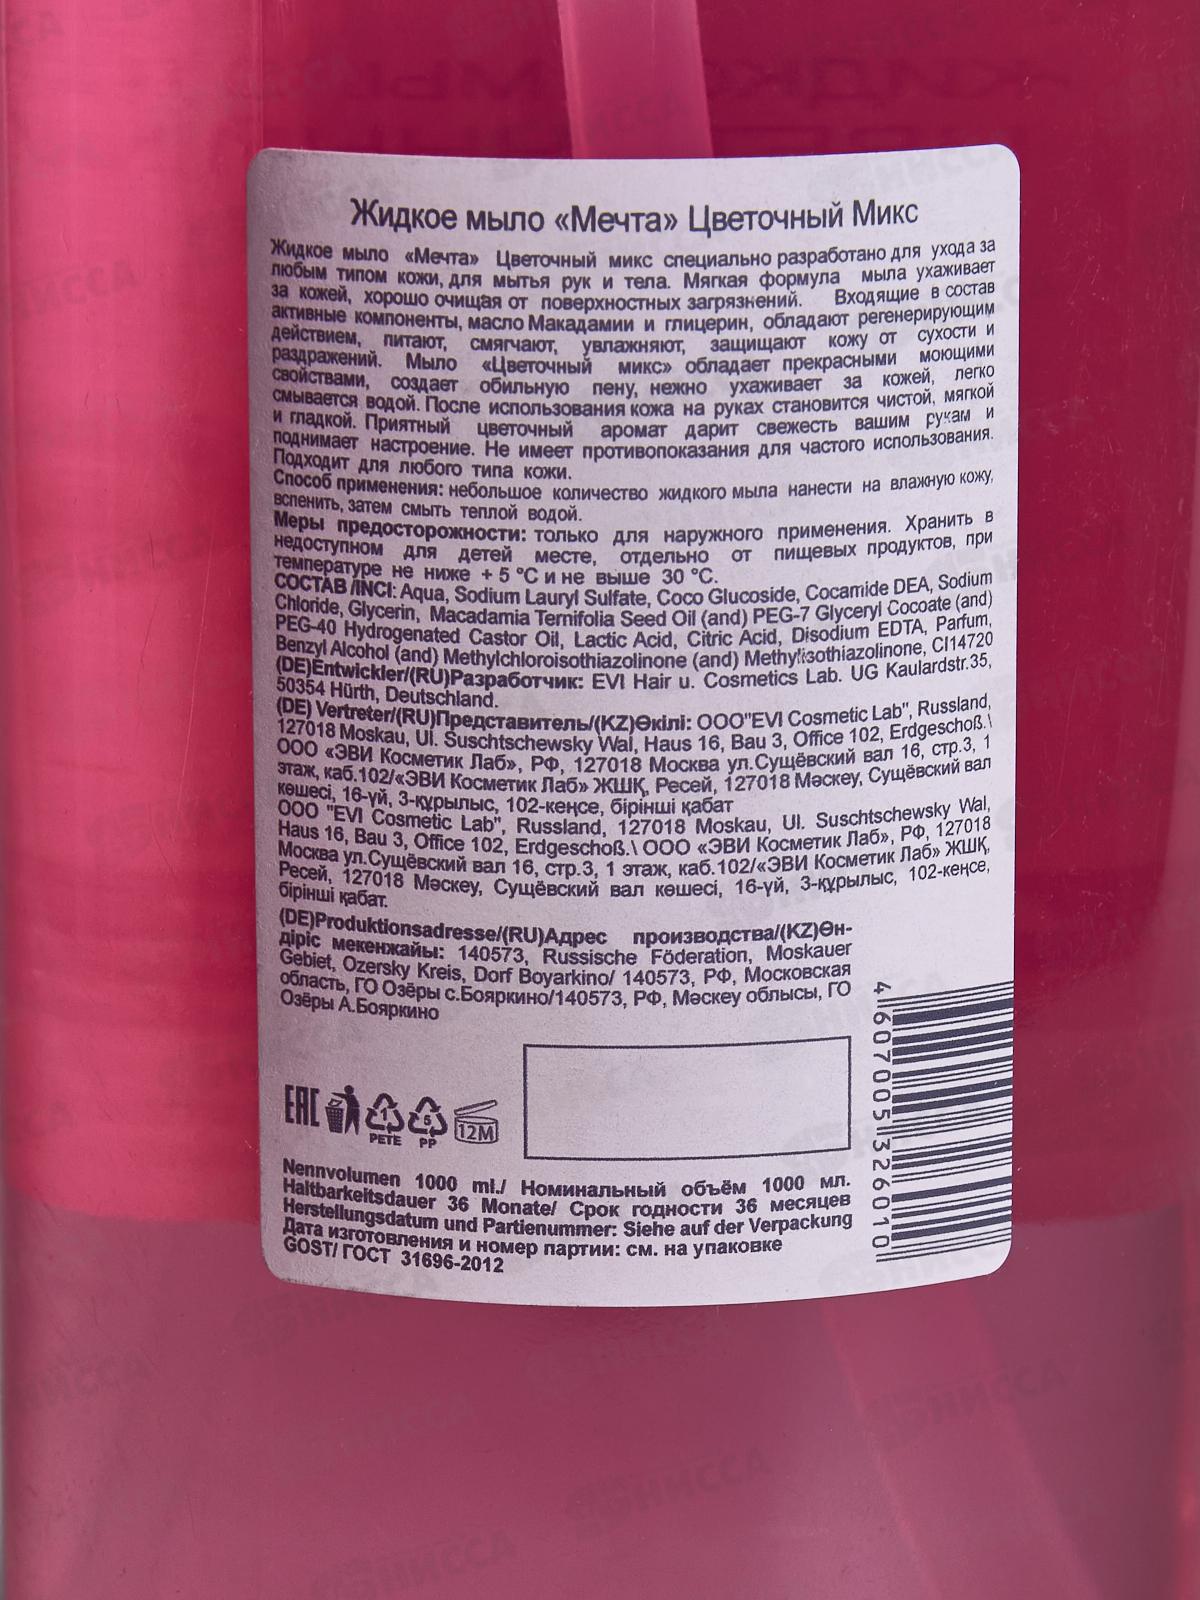 Жидкое мыло «Мечта» Цветочный Микс
Жидкое мыло «Мечта» Цветочный микс специально разработано для ухода за
любым типом кожи, для мытья рук и тела. Мягкая формула мыла ухаживает
за кожей, хорошо очищая от поверхностных загрязнений. Входящие в состав
активные компоненты, масло Макадамии и глицерин, обладают регенерирующим
действием, питают, смягчают, увлажняют, защищают кожу от сухости и
раздражений. Мыло «Цветочный микс» обладает прекрасными моющими
свойствами, создает обильную пену, нежно ухаживает за кожей, легко
смывается водой. После использования кожа на руках становится чистой, мягкой
и гладкой. Приятный цветочный аромат дарит свежесть вашим рукам и
поднимает настроение. Не имеет противопоказания для частого использования.
Подходит для любого типа кожи.
Способ применения: небольшое количество жидкого мыла нанести на влажную кожу,
вспенить, затем смыть теплой водой.
Меры предосторожности: только для наружного применения. Хранить в
недоступном для детей месте, отдельно от пищевых продуктов, при
температуре не ниже + 5 °С и не выше 30 °С.
СОСТАВ /INCI: Aqua, Sodium Lauryl Sulfate, Coco Glucoside, Cocamide DEA, Sodium
Chloride, Glycerin, Macadamia Ternifolia Seed Oil (and) PEG-7 Glyceryl Cocoate (and)
PEG-40 Hydrogenated Castor Oil, Lactic Acid, Citric Acid, Disodium EDTA, Parfum,
Benzyl Alcohol (and) Methylchloroisothiazolinone (and) Methylisothiazolinone, CI14720
(DE)Entwickler/(RU)Разработчик: EVI Hair u. Cosmetics Lab. UG Kaulardstr.35,
50354 Hürth, Deutschland.
(DE) Vertreter/(RU)Представитель/(KZ)Өкілі: ООО"EVI Cosmetic Lab", Russland,
127018 Moskau, Ul. Suschtschewsky Wal, Haus 16, Bau 3, Office 102, Erdgeschoß.\
ООО «ЭВИ Косметик Лаб», РФ, 127018 Москва ул.Сущёвский вал 16, стр.3, 1
этаж, каб.102/«ЭВИ Косметик Лаб» ЖШҚ, Ресей, 127018 Мәскеу, Сущёвский вал
көшесі, 16-үй, 3-құрылыс, 102-кеңсе, бірінші қабат
ООО "EVI Cosmetic Lab", Russland, 127018 Moskau, Ul. Suschtschewsky Wal,
Haus 16, Bau 3, Office 102, Erdgeschoß.\ ООО «ЭВИ Косметик Лаб», РФ, 127018
Москва ул.Сущёвский вал 16, стр.3, 1 этаж, каб.102/«ЭВИ Косметик Лаб» ЖШҚ,
Ресей, 127018 Мәскеу, Сущёвский вал көшесі, 16-үй, 3-құрылыс, 102-кеңсе,
бірінші қабат.
(DE)Produktionsadresse/(RU)Адрес производства/(KZ)Өн-
діріс мекенжайы: 140573, Russische Föderation, Moskauer
Gebiet, Ozersky Kreis, Dorf Boyarkino/ 140573, РФ, Московская
область, ГО Озёры с.Бояркино/140573, РФ, Мәскеу облысы, ГО
Озёры А.Бояркино
EAC 1 PETE 5 PP 12M
Nennvolumen 1000 ml./ Номинальный объём 1000 мл.
Haltbarkeitsdauer 36 Monate/ Срок годности 36 месяцев
Herstellungsdatum und Partienummer: Siehe auf der Verpackung
Дата изготовления и номер партии: см. на упаковке
GOST/ ГОСТ 31696-2012
4 607005 326010